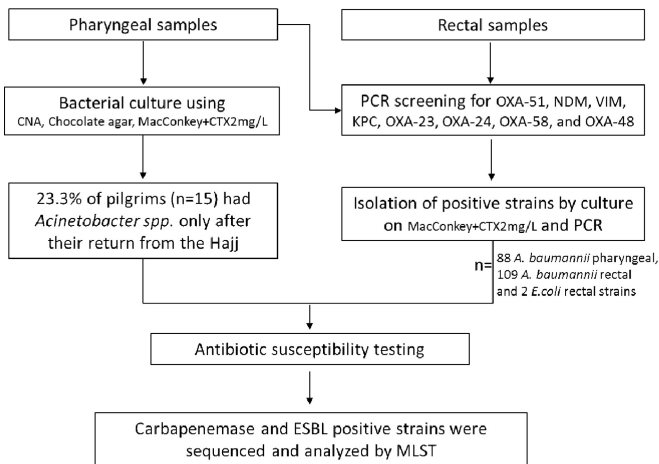 Pharyngeal samples
Rectal samples
Bacterial culture using
CNA, Chocolate agar, MacConkey+CTX2mg/L
PCR screening for OXA-51, NDM, VIM,
KPC, OXA-23, OXA-24, OXA-58, and OXA-48
23.3% of pilgrims (n=15) had
Acinetobacter spp. only after
their return from the Hajj
Isolation of positive strains by culture
on MacConkey+CTX2mg/L and PCR
n= 88 A. baumannii pharyngeal,
109 A. baumannii rectal
and 2 E.coli rectal strains
Antibiotic susceptibility testing
Carbapenemase and ESBL positive strains were
sequenced and analyzed by MLST